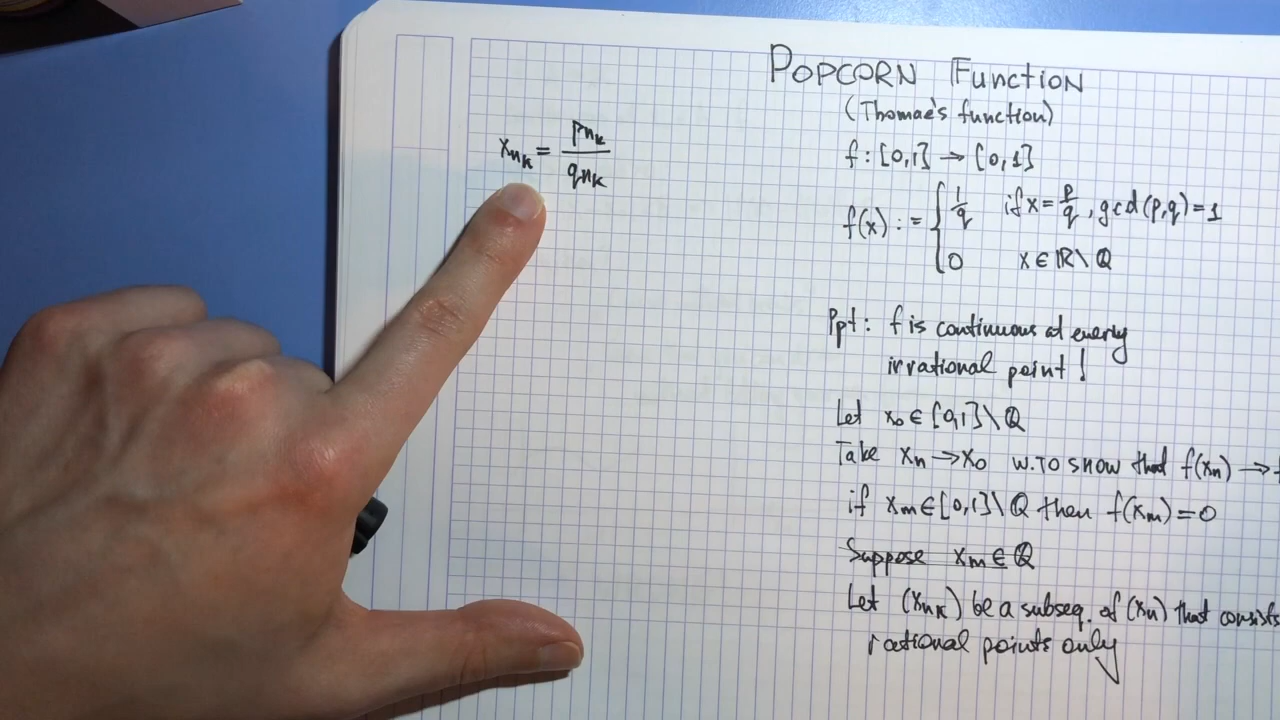 POPCORN Function
(Thomae's function)
f : [0,1] → [0,1]
f(x) := { 1/q if x = p/q, gcd(p,q)=1
0 x ∈ ℝ\ℚ
Ppt : f is continuous at every
irrational point !
Let x₀ ∈ [0,1]\ℚ
Take xₙ → x₀ W.TO SHOW that f(xₙ) →
if xₘ ∈ [0,1]\ℚ then f(xₘ) = 0
Suppose xₘ ∈ ℚ
Let (x_{n_k}) be a subseq. of (xₙ) that consists
rational points only
x_{n_k} = p_{n_k}/q_{n_k}